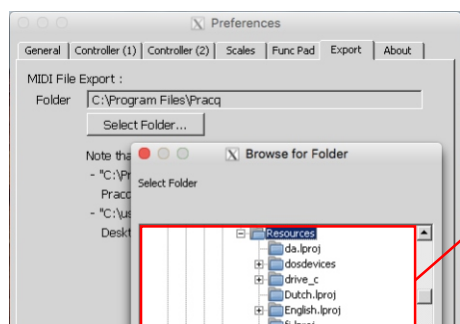 Preferences
General Controller (1) Controller (2) Scales Func Pad Export About
MIDI File Export :
Folder C:\Program Files\Pracq
Select Folder...
Note tha
- "C:\Pr
Pracq
- "C:\us
Deskt
Browse for Folder
Select Folder
Resources
da.lproj
dosdevices
drive_c
Dutch.lproj
English.lproj